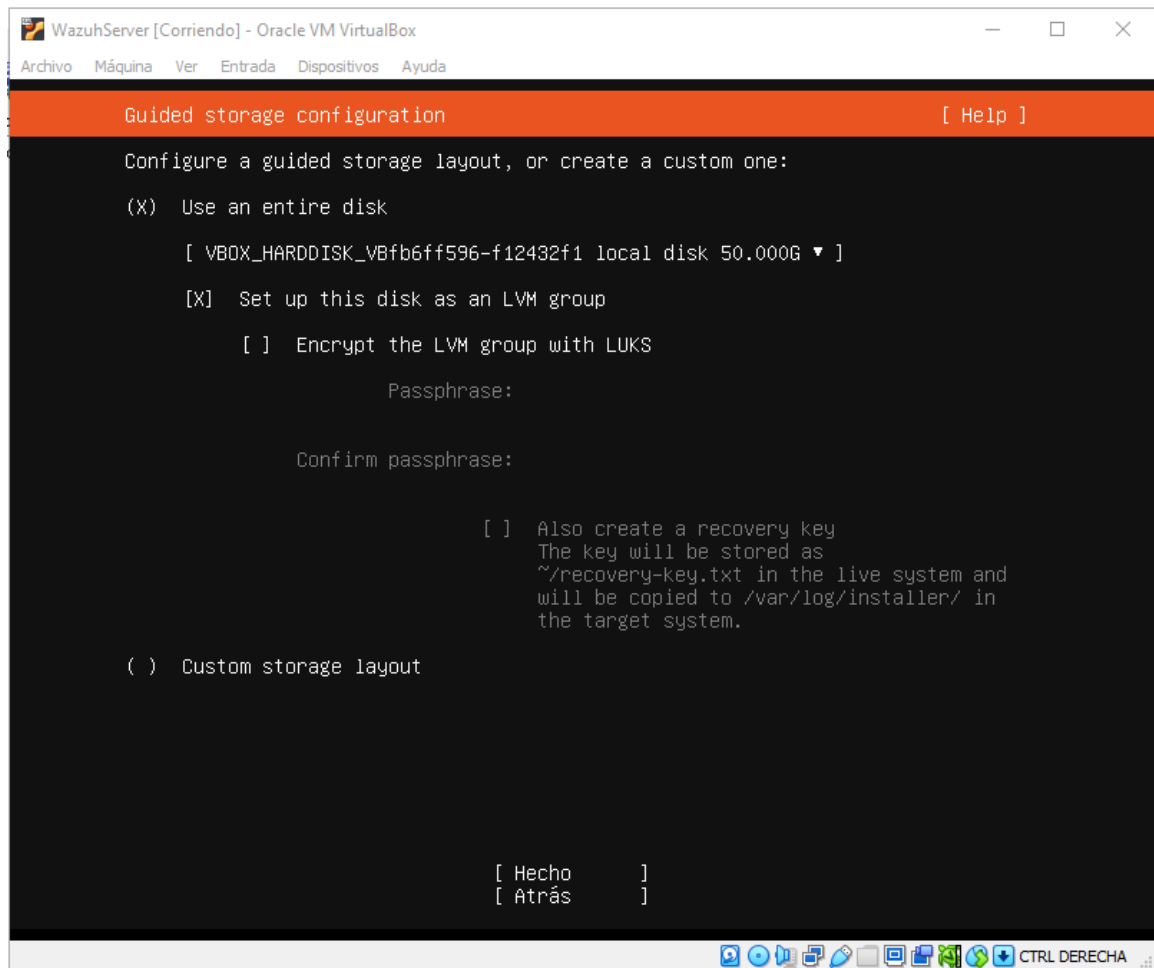 WazuhServer [Corriendo] - Oracle VM VirtualBox
Archivo Máquina Ver Entrada Dispositivos Ayuda
Guided storage configuration [ Help ]
Configure a guided storage layout, or create a custom one:
(X) Use an entire disk
[ VBOX_HARDDISK_VBfb6ff596-f12432f1 local disk 50.000G ▾ ]
[X] Set up this disk as an LVM group
[ ] Encrypt the LVM group with LUKS
Passphrase:
Confirm passphrase:
[ ] Also create a recovery key
The key will be stored as
~/recovery-key.txt in the live system and
will be copied to /var/log/installer/ in
the target system.
( ) Custom storage layout
[ Hecho ]
[ Atrás ]
CTRL DERECHA